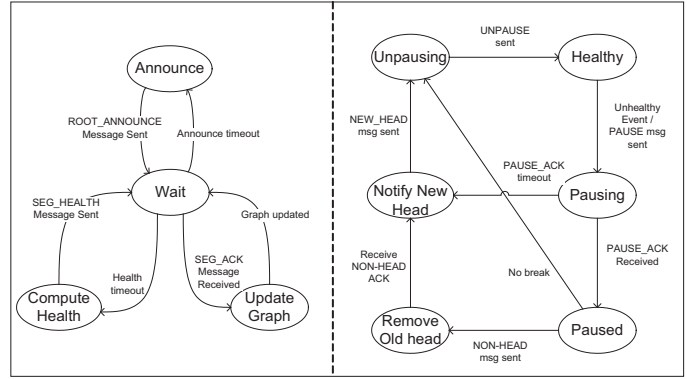 Announce
ROOT_ANNOUNCE
Message Sent
Announce timeout
Wait
SEG_HEALTH
Message Sent
Graph updated
Health
timeout
SEG_ACK
Message
Received
Compute
Health
Update
Graph
UNPAUSE
sent
Unpausing
Healthy
NEW_HEAD
msg sent
Unhealthy
Event /
PAUSE msg
sent
PAUSE_ACK
timeout
Notify New
Head
Pausing
Receive
NON-HEAD
ACK
No break
PAUSE_ACK
Received
Remove
Old head
Paused
NON-HEAD
msg sent